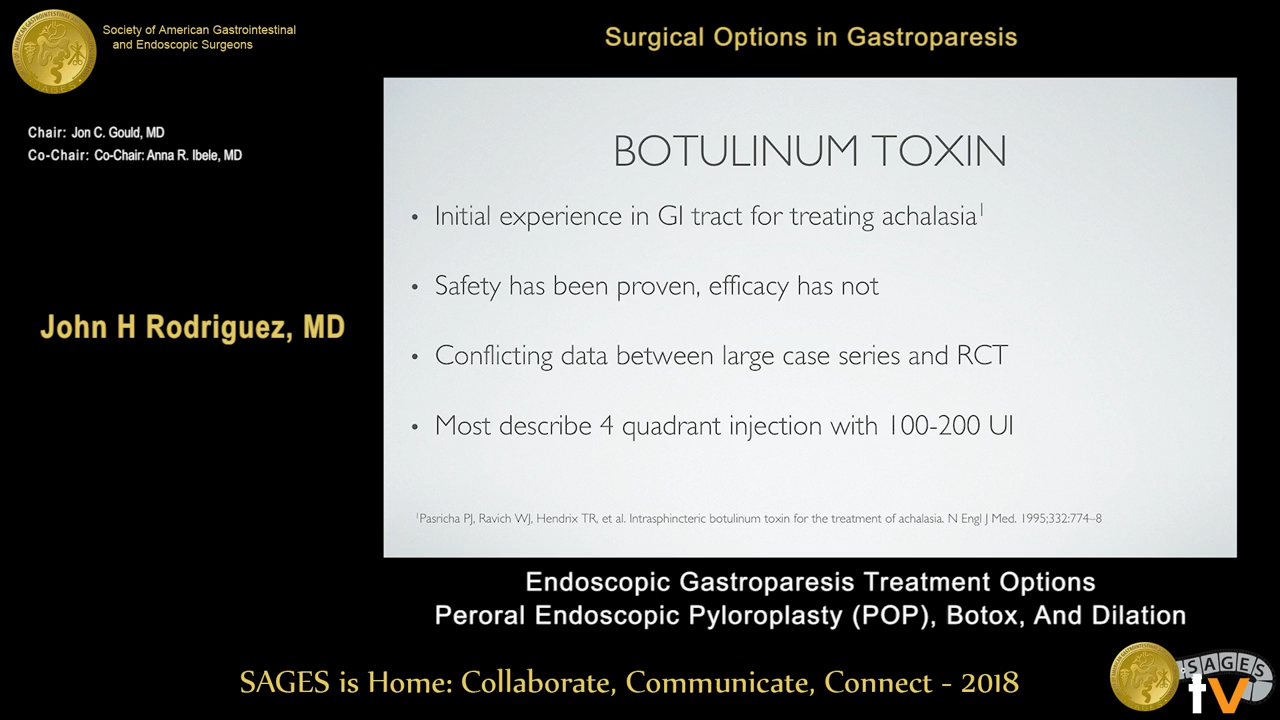 Society of American Gastrointestinal
and Endoscopic Surgeons
Surgical Options in Gastroparesis
Chair: Jon C. Gould, MD
Co-Chair: Co-Chair: Anna R. Ibele, MD
John H Rodriguez, MD
BOTULINUM TOXIN
• Initial experience in GI tract for treating achalasia¹
• Safety has been proven, efficacy has not
• Conflicting data between large case series and RCT
• Most describe 4 quadrant injection with 100-200 UI
¹Pasricha PJ, Ravich WJ, Hendrix TR, et al. Intrasphincteric botulinum toxin for the treatment of achalasia. N Engl J Med. 1995;332:774–8
Endoscopic Gastroparesis Treatment Options
Peroral Endoscopic Pyloroplasty (POP), Botox, And Dilation
SAGES is Home: Collaborate, Communicate, Connect - 2018
SAGES
tv